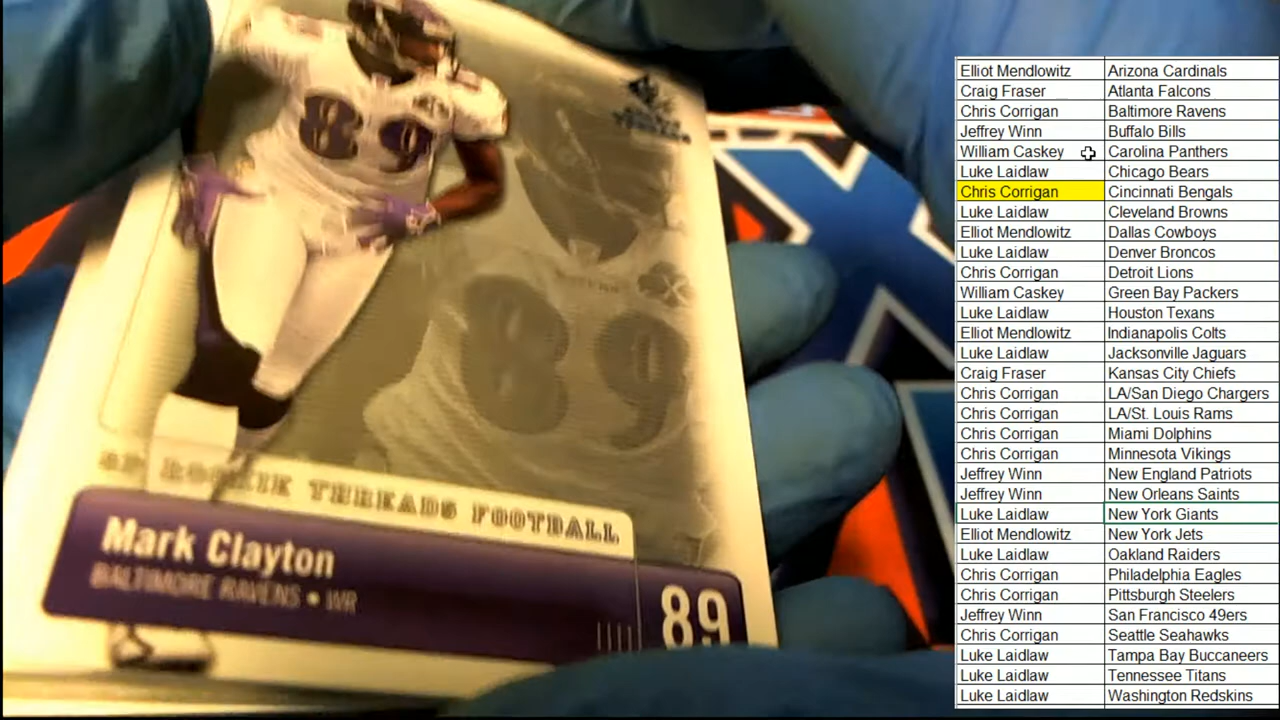 89
89
SP ROOKIE THREADS FOOTBALL
Mark Clayton
BALTIMORE RAVENS • WR
89
Elliot Mendlowitz Arizona Cardinals
Craig Fraser Atlanta Falcons
Chris Corrigan Baltimore Ravens
Jeffrey Winn Buffalo Bills
William Caskey Carolina Panthers
Luke Laidlaw Chicago Bears
Chris Corrigan Cincinnati Bengals
Luke Laidlaw Cleveland Browns
Elliot Mendlowitz Dallas Cowboys
Luke Laidlaw Denver Broncos
Chris Corrigan Detroit Lions
William Caskey Green Bay Packers
Luke Laidlaw Houston Texans
Elliot Mendlowitz Indianapolis Colts
Luke Laidlaw Jacksonville Jaguars
Craig Fraser Kansas City Chiefs
Chris Corrigan LA/San Diego Chargers
Chris Corrigan LA/St. Louis Rams
Chris Corrigan Miami Dolphins
Chris Corrigan Minnesota Vikings
Jeffrey Winn New England Patriots
Jeffrey Winn New Orleans Saints
Luke Laidlaw New York Giants
Elliot Mendlowitz New York Jets
Luke Laidlaw Oakland Raiders
Chris Corrigan Philadelphia Eagles
Chris Corrigan Pittsburgh Steelers
Jeffrey Winn San Francisco 49ers
Chris Corrigan Seattle Seahawks
Luke Laidlaw Tampa Bay Buccaneers
Luke Laidlaw Tennessee Titans
Luke Laidlaw Washington Redskins